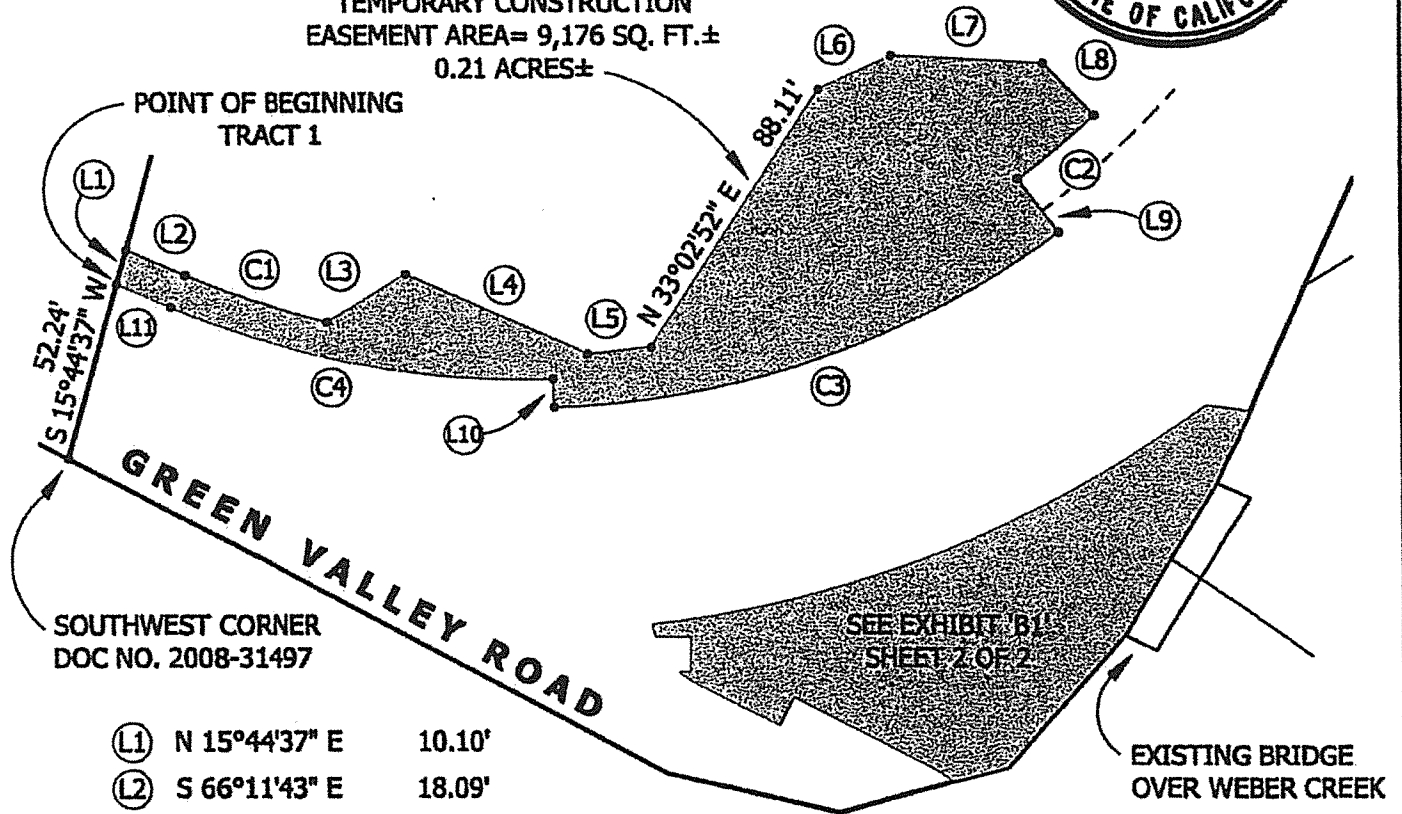 TEMPORARY CONSTRUCTION
EASEMENT AREA= 9,176 SQ. FT.±
0.21 ACRES±
OF CALIF
POINT OF BEGINNING
TRACT 1
L1
L2
C1
L3
L4
L5
N 33°02'52" E
88.11'
L6
L7
L8
C2
L9
L11
C4
L10
C3
52.24'
S 15°44'37" W
GREEN VALLEY ROAD
SOUTHWEST CORNER
DOC NO. 2008-31497
SEE EXHIBIT 'B1'
SHEET 2 OF 2
L1 N 15°44'37" E 10.10'
L2 S 66°11'43" E 18.09'
EXISTING BRIDGE
OVER WEBER CREEK